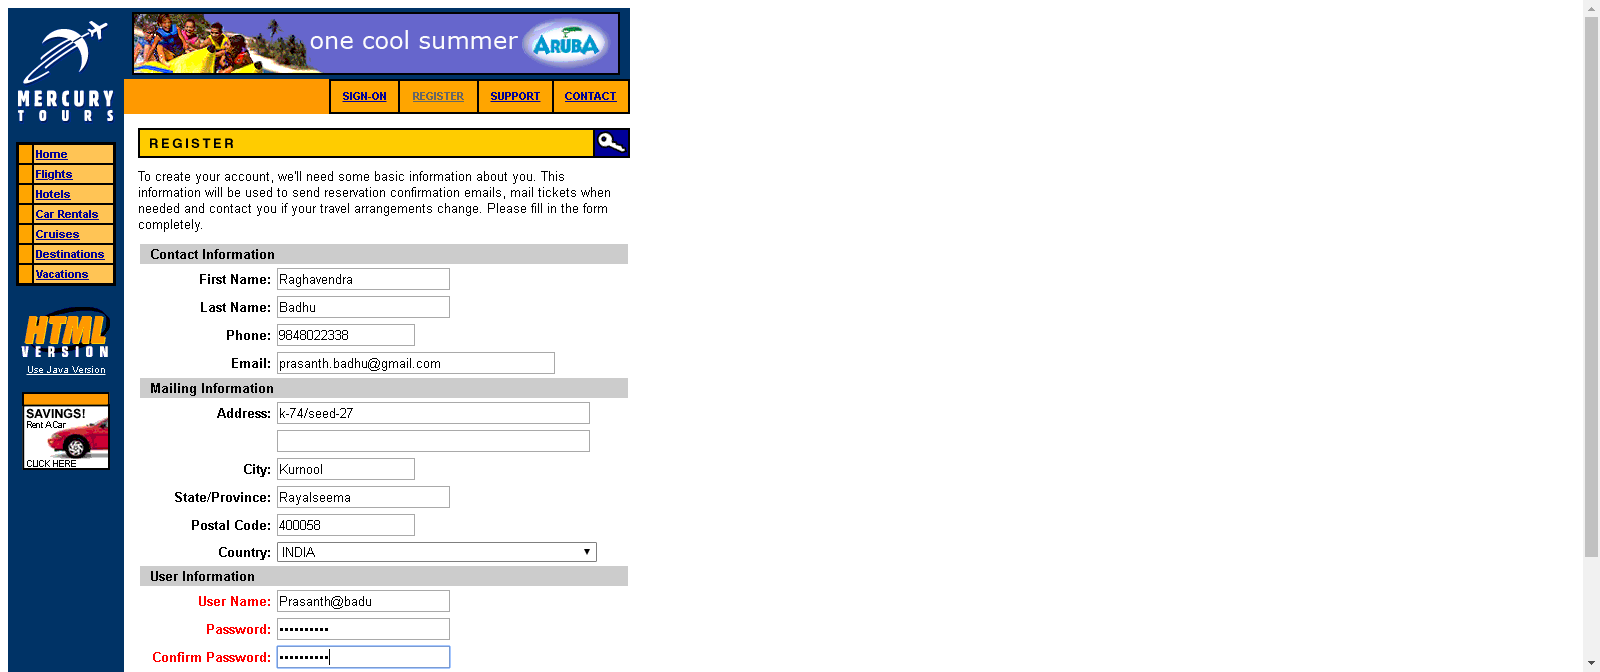 one cool summer ARUBA
MERCURY
TOURS
SIGN-ON REGISTER SUPPORT CONTACT
Home
Flights
Hotels
Car Rentals
Cruises
Destinations
Vacations
HTML
VERSION
Use Java Version
SAVINGS!
Rent A Car
CLICK HERE
REGISTER
To create your account, we'll need some basic information about you. This
information will be used to send reservation confirmation emails, mail tickets when
needed and contact you if your travel arrangements change. Please fill in the form
completely.
Contact Information
First Name: Raghavendra
Last Name: Badhu
Phone: 9848022338
Email: prasanth.badhu@gmail.com
Mailing Information
Address: k-74/seed-27
City: Kurnool
State/Province: Rayalseema
Postal Code: 400058
Country: INDIA
User Information
User Name: Prasanth@badu
Password: ••••••••••
Confirm Password: ••••••••••